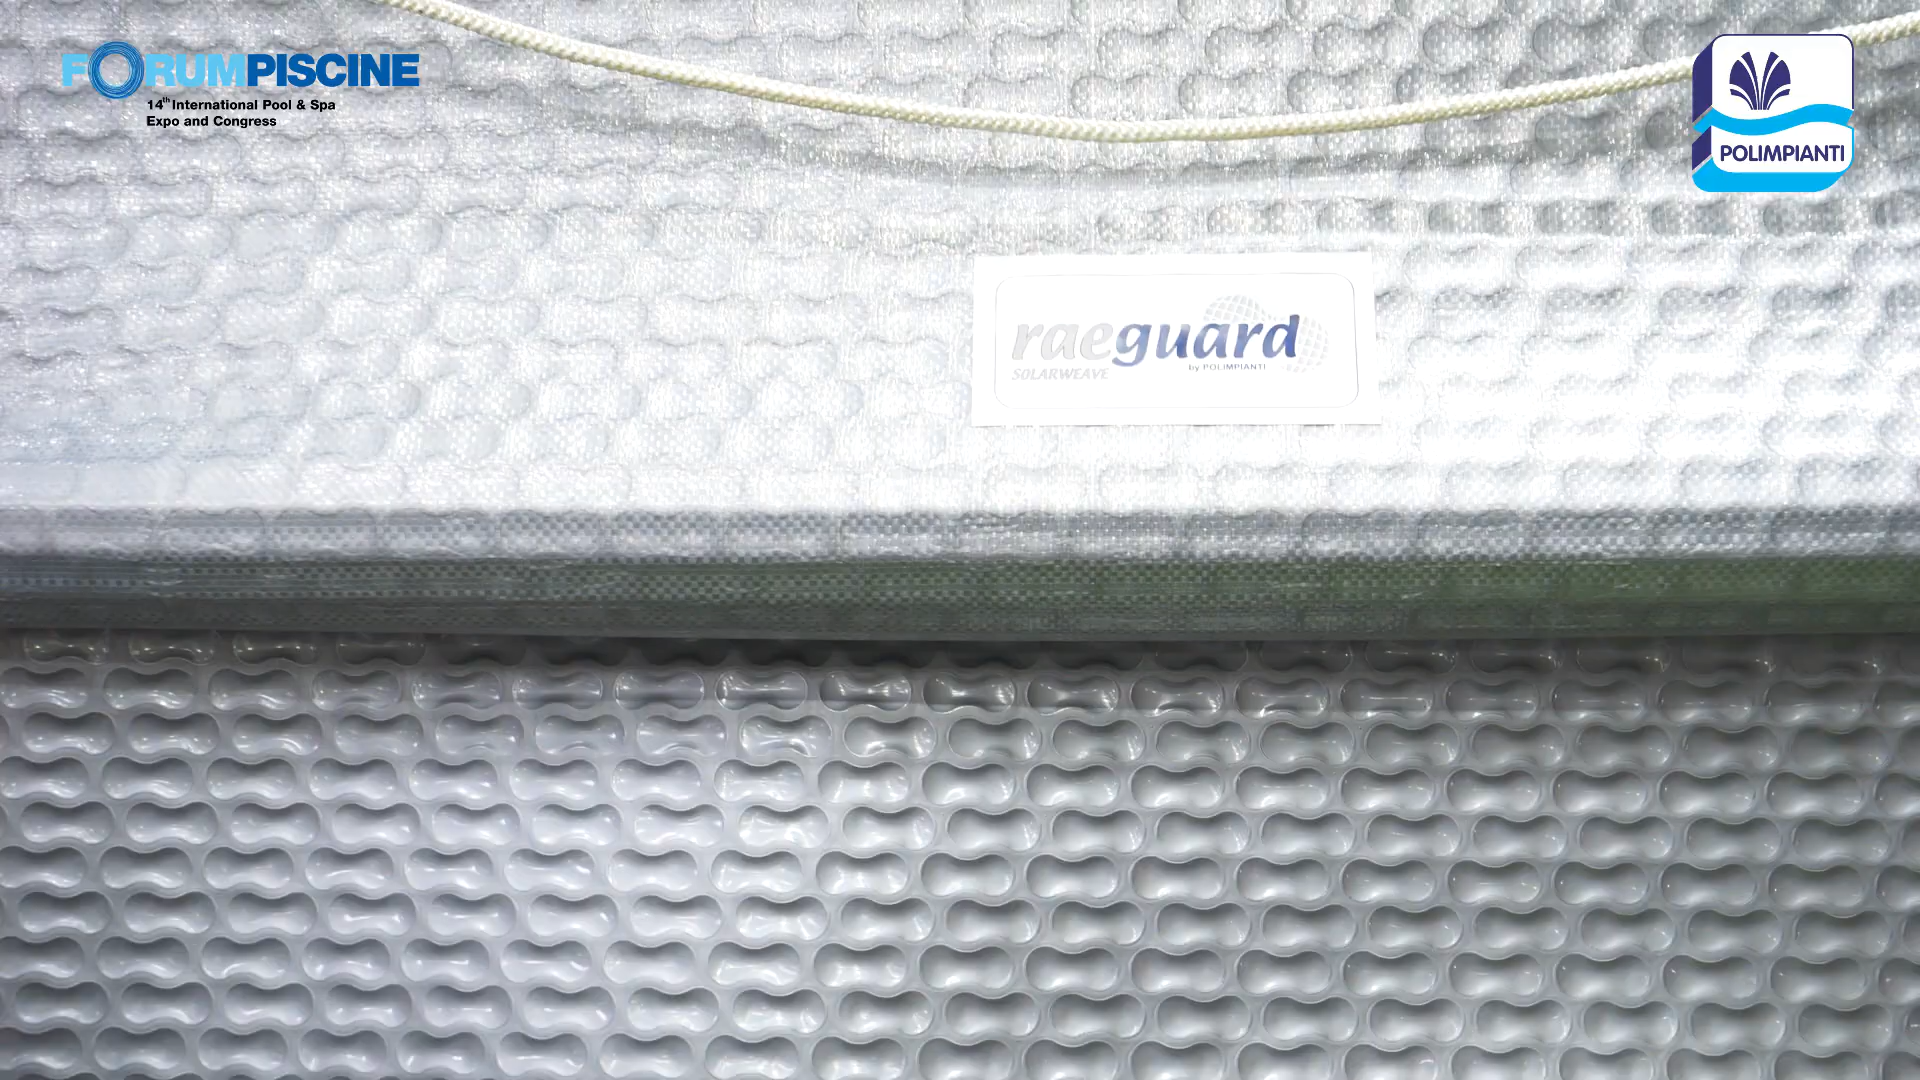 FORUMPISCINE
14th International Pool & Spa
Expo and Congress
POLIMPIANTI
raeguard
SOLARWEAVE
by POLIMPIANTI